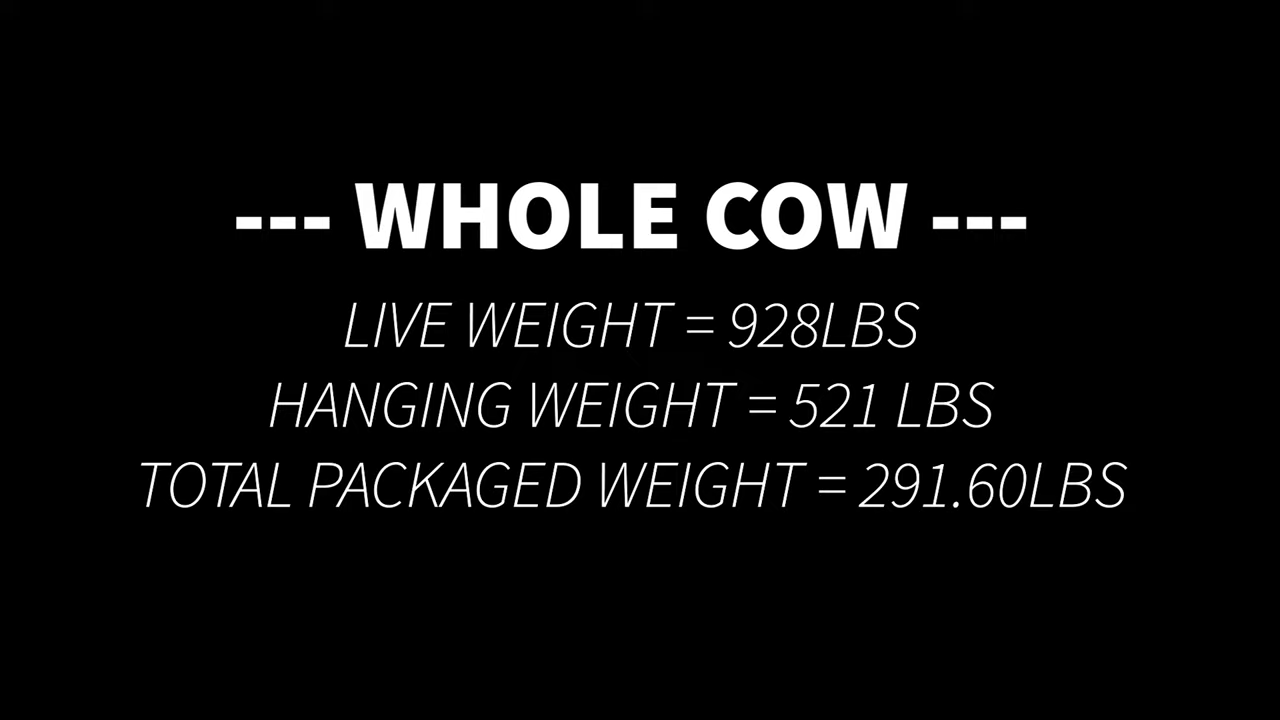 --- WHOLE COW ---
LIVE WEIGHT = 928LBS
HANGING WEIGHT = 521 LBS
TOTAL PACKAGED WEIGHT = 291.60LBS